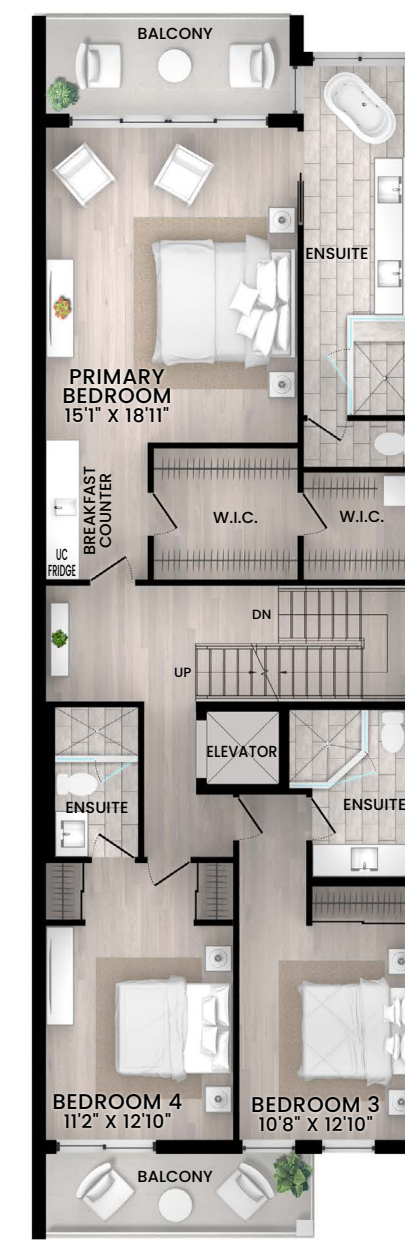 BALCONY
ENSUITE
PRIMARY
BEDROOM
15'1" X 18'11"
BREAKFAST
COUNTER
W.I.C.
W.I.C.
UC
FRIDGE
DN
UP
ELEVATOR
ENSUITE
ENSUITE
BEDROOM 4
11'2" X 12'10"
BEDROOM 3
10'8" X 12'10"
BALCONY